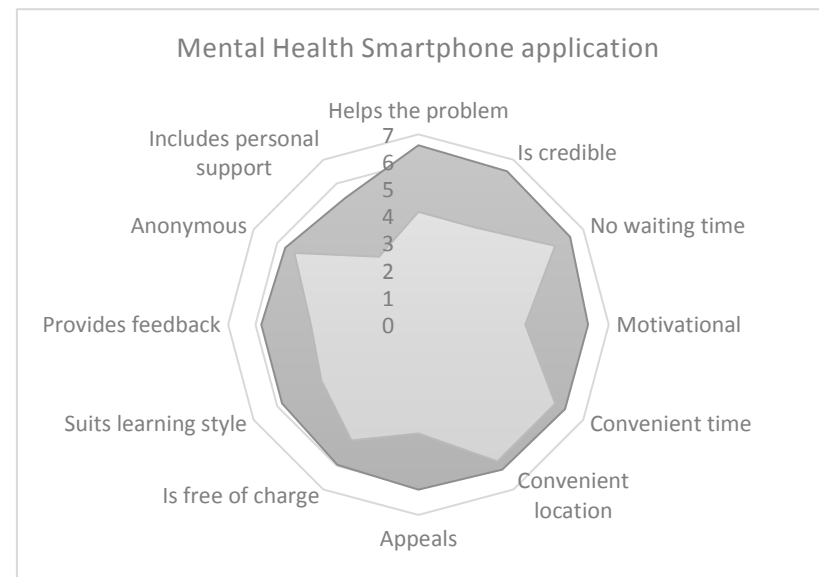 Mental Health Smartphone application
Helps the problem
Is credible
No waiting time
Motivational
Convenient time
Convenient
location
Appeals
Is free of charge
Suits learning style
Provides feedback
Anonymous
Includes personal
support
7
6
5
4
3
2
1
0